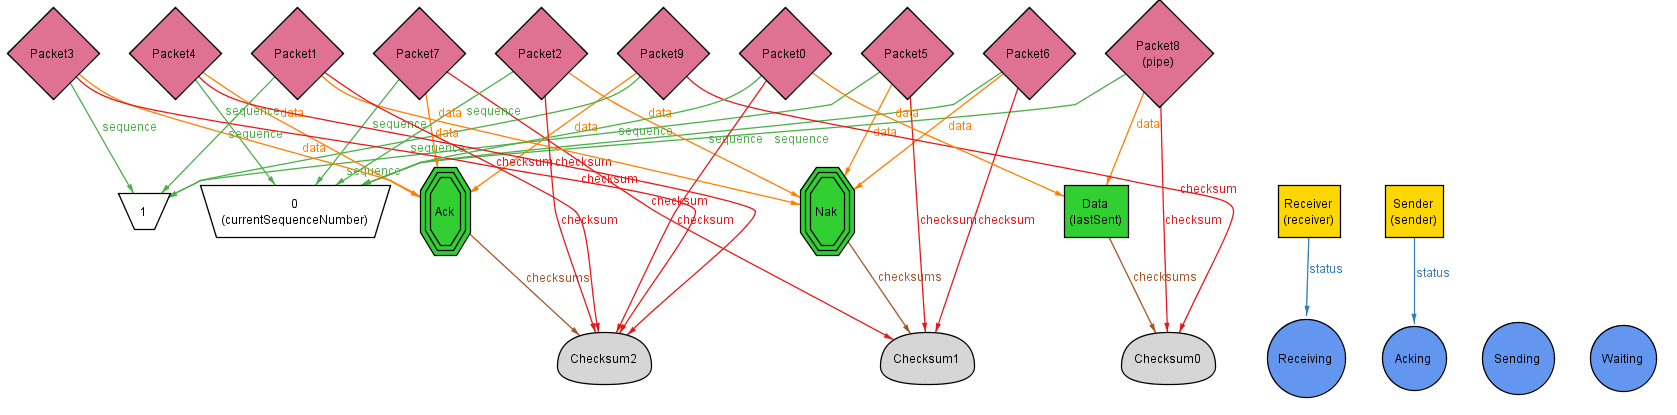 Packet3
Packet4
Packet1
Packet7
Packet2
Packet9
Packet0
Packet5
Packet6
Packet8
(pipe)
sequence
data
sequence
data
sequence
data
data
sequence
sequence
data
data
sequence
data
data
sequence
data
sequence
sequence
sequence
data
checksum
checksum
checksum
checksum
checksum
checksum
checksum
checksum
checksum
checksum
1
0
(currentSequenceNumber)
Ack
Nak
Data
(lastSent)
Receiver
(receiver)
Sender
(sender)
checksums
checksums
checksums
status
status
Checksum2
Checksum1
Checksum0
Receiving
Acking
Sending
Waiting